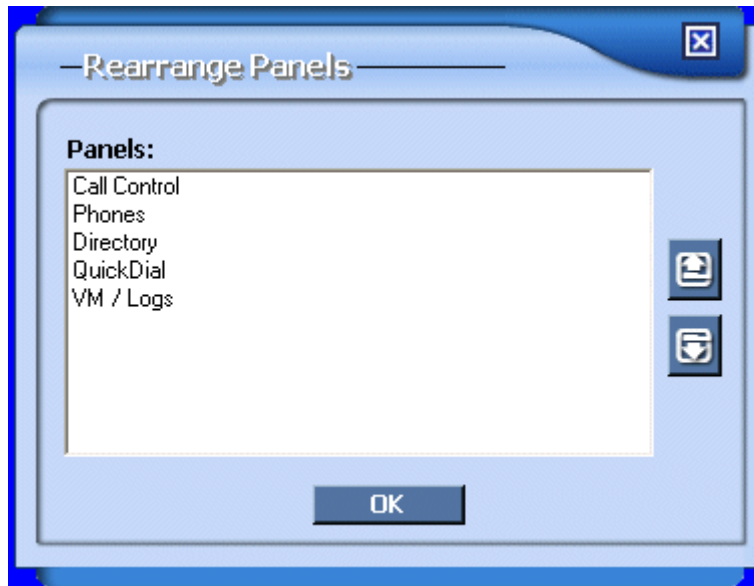 Rearrange Panels
Panels:
Call Control
Phones
Directory
QuickDial
VM / Logs
OK